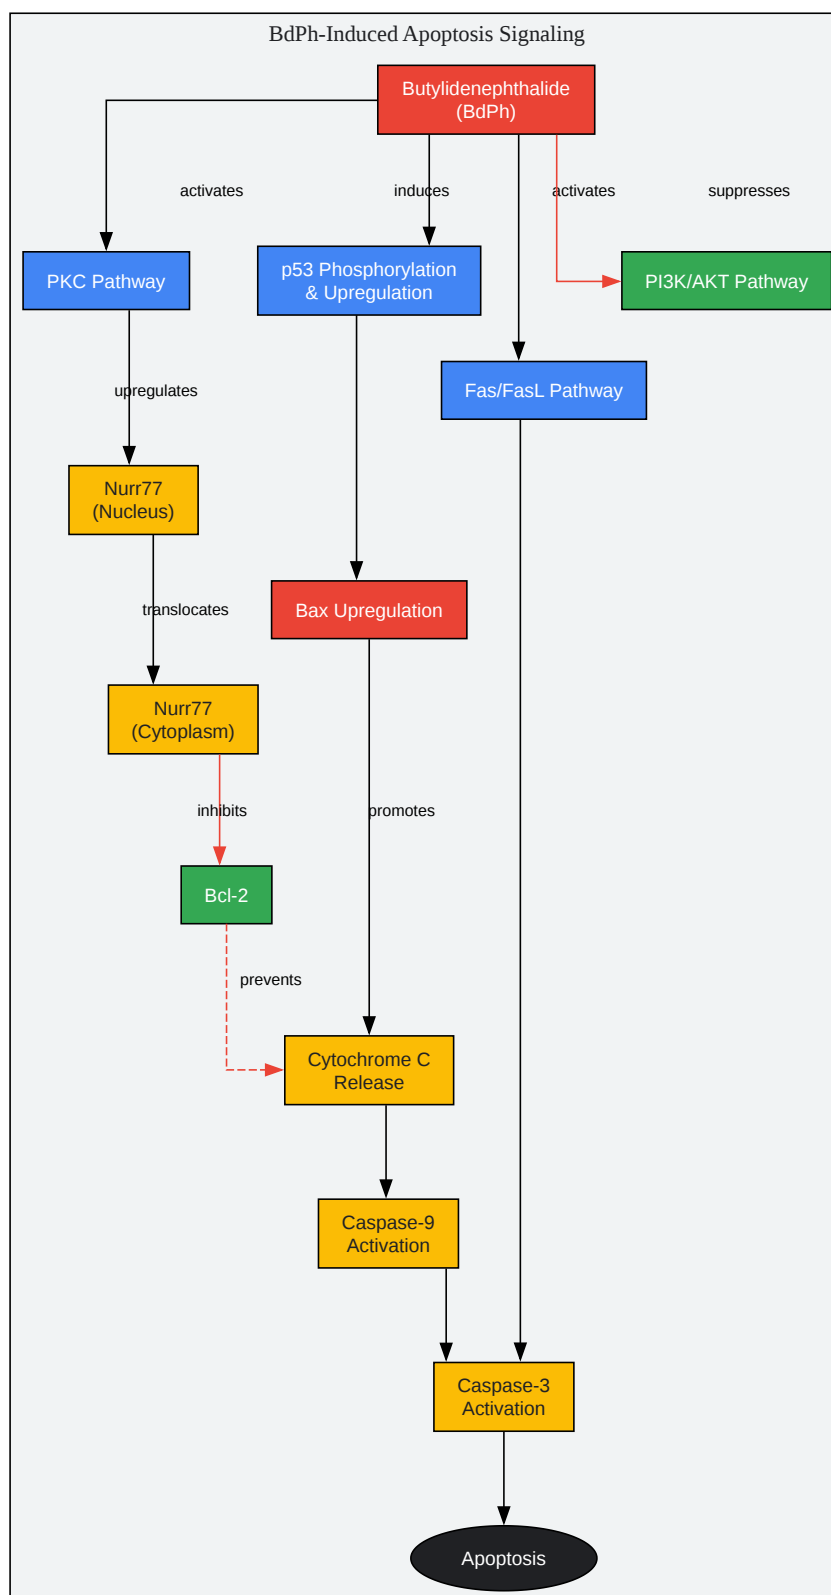 BdPh-Induced Apoptosis Signaling
Butylidenephthalide
(BdPh)
activates
induces
activates
suppresses
PKC Pathway
p53 Phosphorylation
& Upregulation
PI3K/AKT Pathway
Fas/FasL Pathway
upregulates
Nurr77
(Nucleus)
translocates
Bax Upregulation
Nurr77
(Cytoplasm)
inhibits
promotes
Bcl-2
prevents
Cytochrome C
Release
Caspase-9
Activation
Caspase-3
Activation
Apoptosis